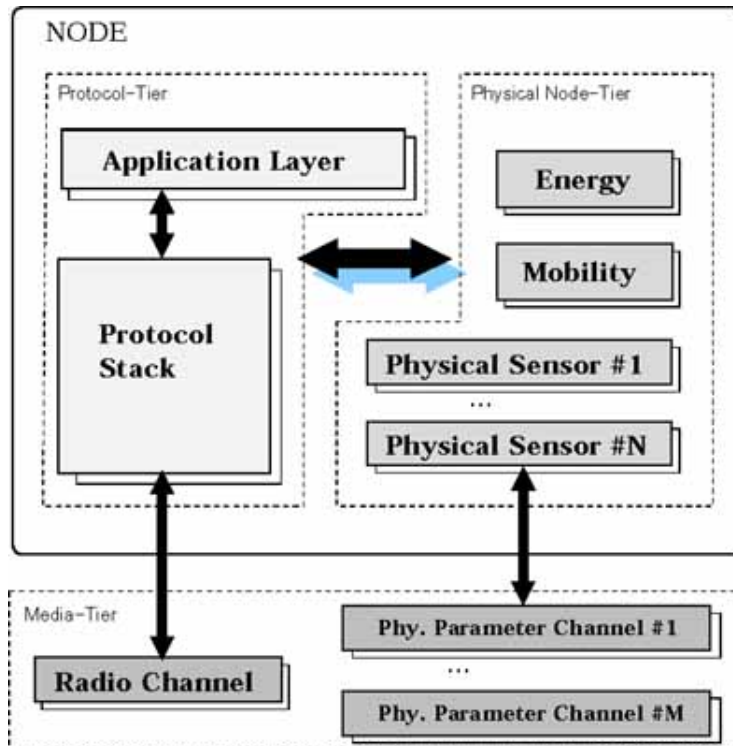 NODE
Protocol-Tier
Application Layer
Protocol
Stack
Physical Node-Tier
Energy
Mobility
Physical Sensor #1
...
Physical Sensor #N
Media-Tier
Radio Channel
Phy. Parameter Channel #1
...
Phy. Parameter Channel #M